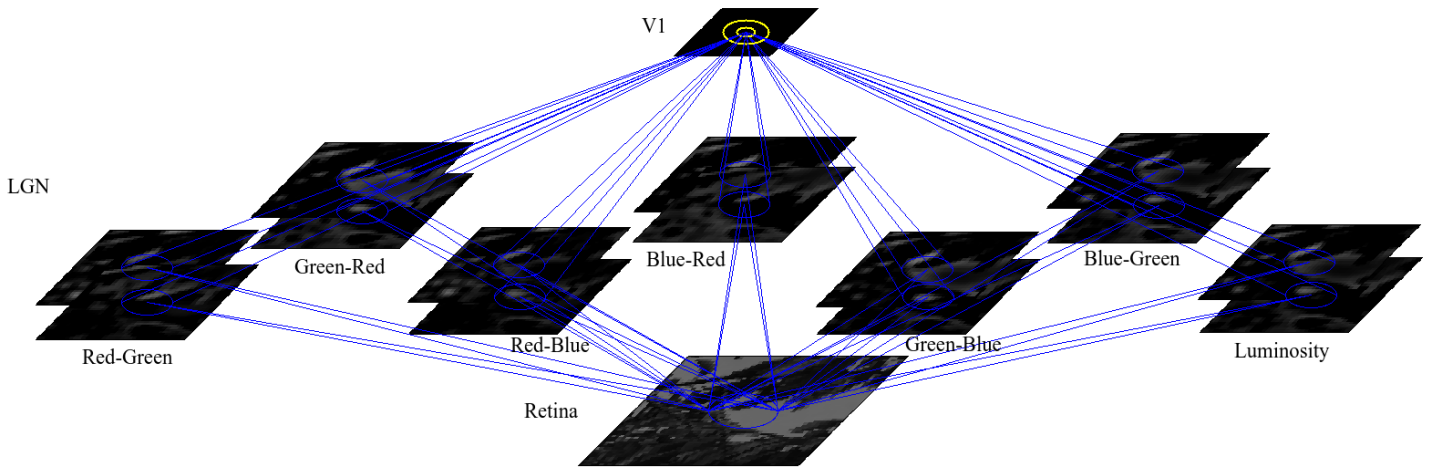 V1
LGN
Green-Red
Blue-Red
Blue-Green
Red-Green
Red-Blue
Green-Blue
Luminosity
Retina